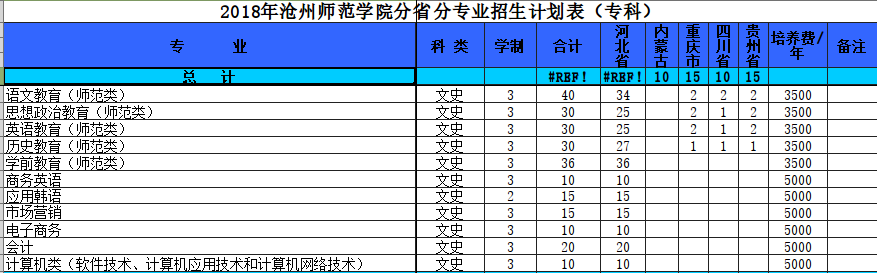 2018年沧州师范学院分省分专业招生计划表（专科）
专 业 科 类 学制 合计 河北省 内蒙古 重庆市 四川省 贵州省 培养费/年 备注
总 计 #REF! #REF! 10 15 10 15
语文教育（师范类） 文史 3 40 34 2 2 2 3500
思想政治教育（师范类） 文史 3 30 25 2 1 2 3500
英语教育（师范类） 文史 3 30 25 2 1 2 3500
历史教育（师范类） 文史 3 30 27 1 1 1 3500
学前教育（师范类） 文史 3 36 36 3500
商务英语 文史 3 10 10 5000
应用韩语 文史 2 15 15 5000
市场营销 文史 3 15 15 5000
电子商务 文史 3 10 10 5000
会计 文史 3 20 20 5000
计算机类（软件技术、计算机应用技术和计算机网络技术） 文史 3 10 10 5000